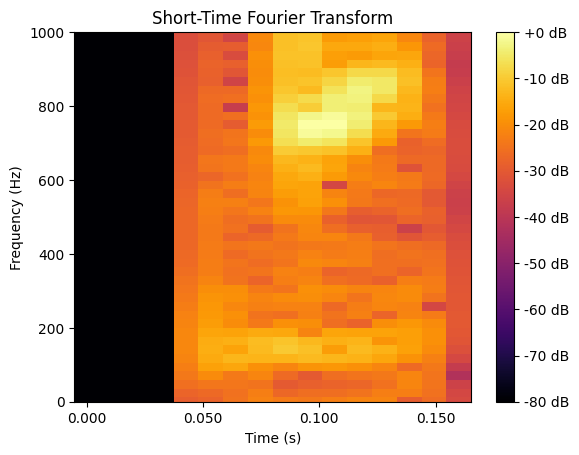 Short-Time Fourier Transform
1000
800
600
400
200
0
Frequency (Hz)
0.000
0.050
0.100
0.150
Time (s)
+0 dB
-10 dB
-20 dB
-30 dB
-40 dB
-50 dB
-60 dB
-70 dB
-80 dB